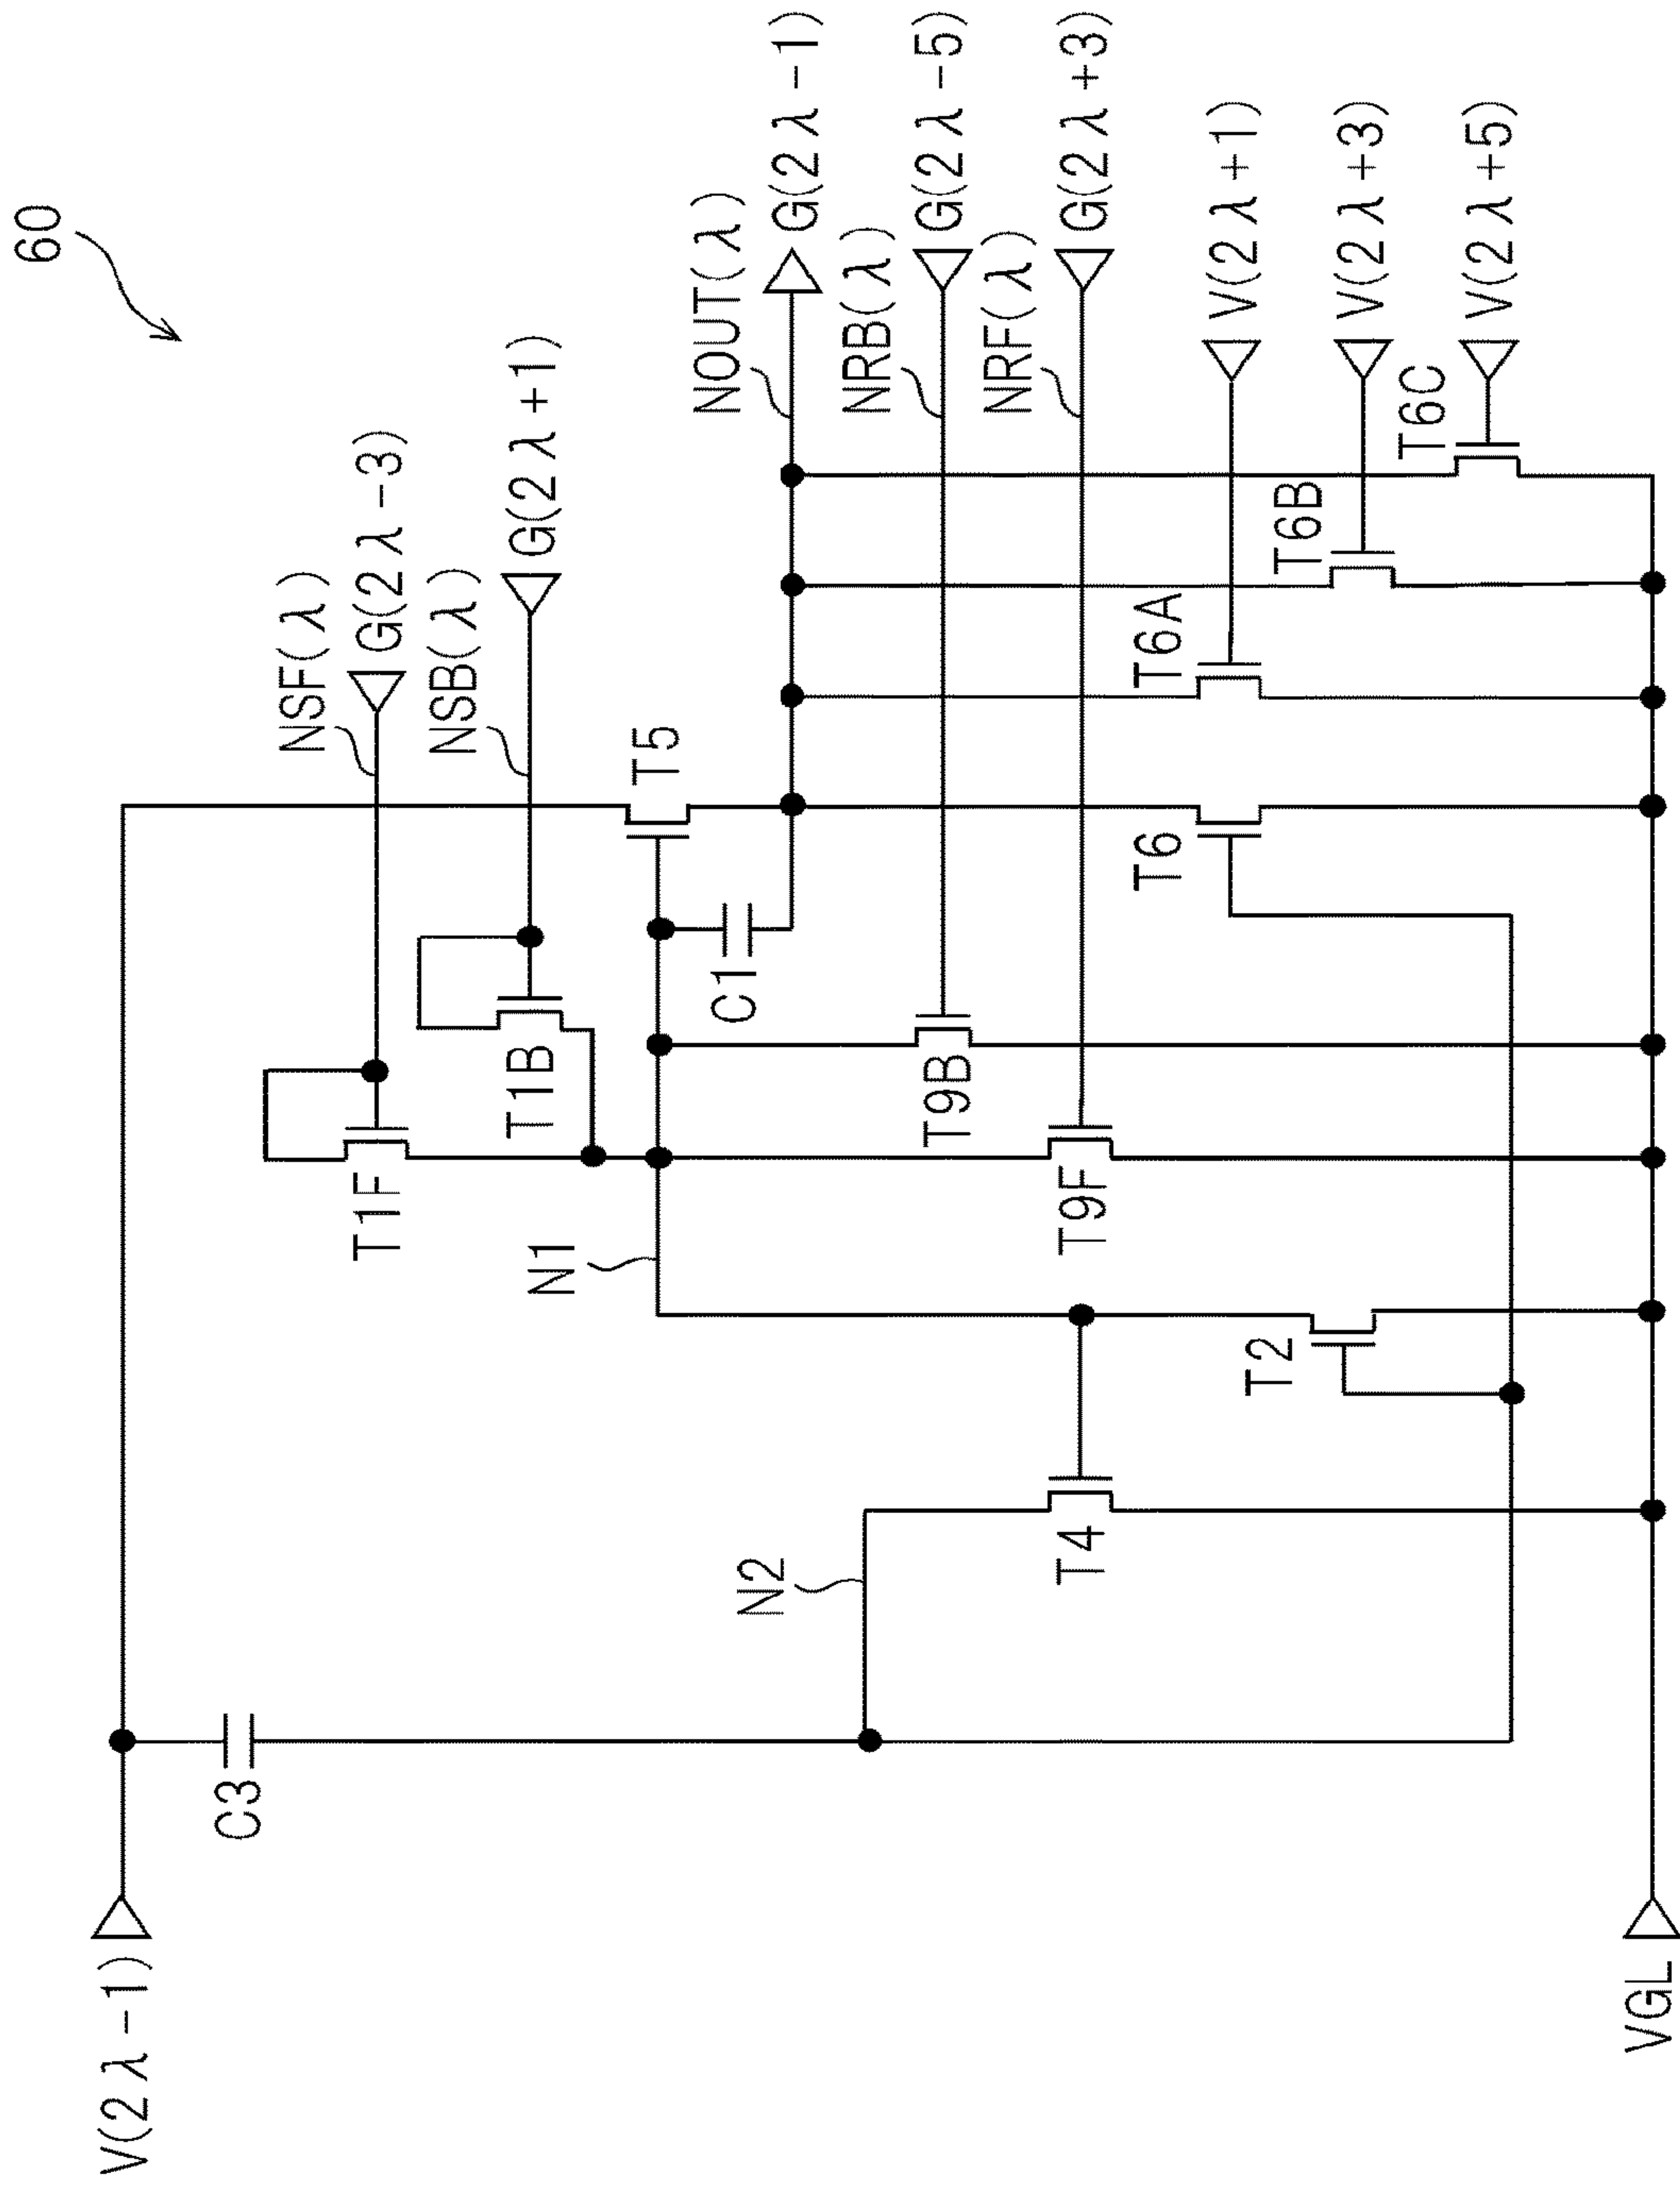 60
NSF(λ)
G(2λ-3)
NSB(λ)
G(2λ+1)
NOUT(λ)
G(2λ-1)
NRB(λ)
G(2λ-5)
NRF(λ)
G(2λ+3)
V(2λ+1)
V(2λ+3)
V(2λ+5)
T6C
T6B
T6A
T5
T6
C1
T1B
T9B
T1F
T9F
N1
T2
T4
N2
C3
V(2λ-1)
VGL